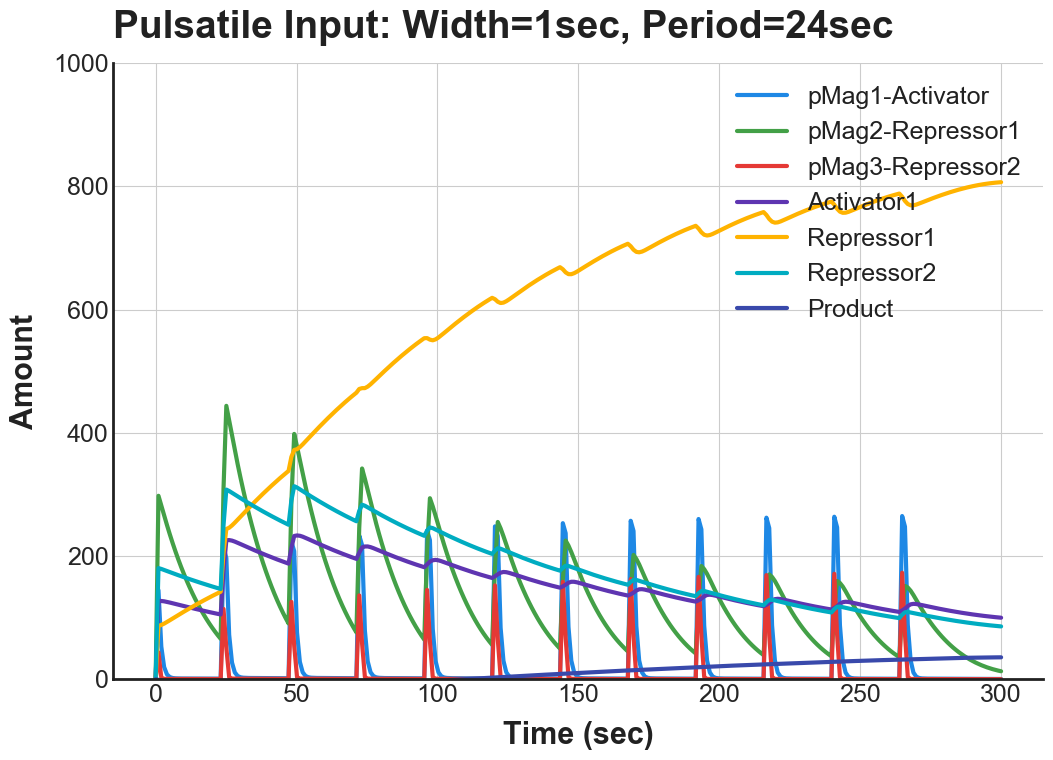 Pulsatile Input: Width=1sec, Period=24sec
1000
800
600
400
200
0
Amount
pMag1-Activator
pMag2-Repressor1
pMag3-Repressor2
Activator1
Repressor1
Repressor2
Product
0 50 100 150 200 250 300
Time (sec)